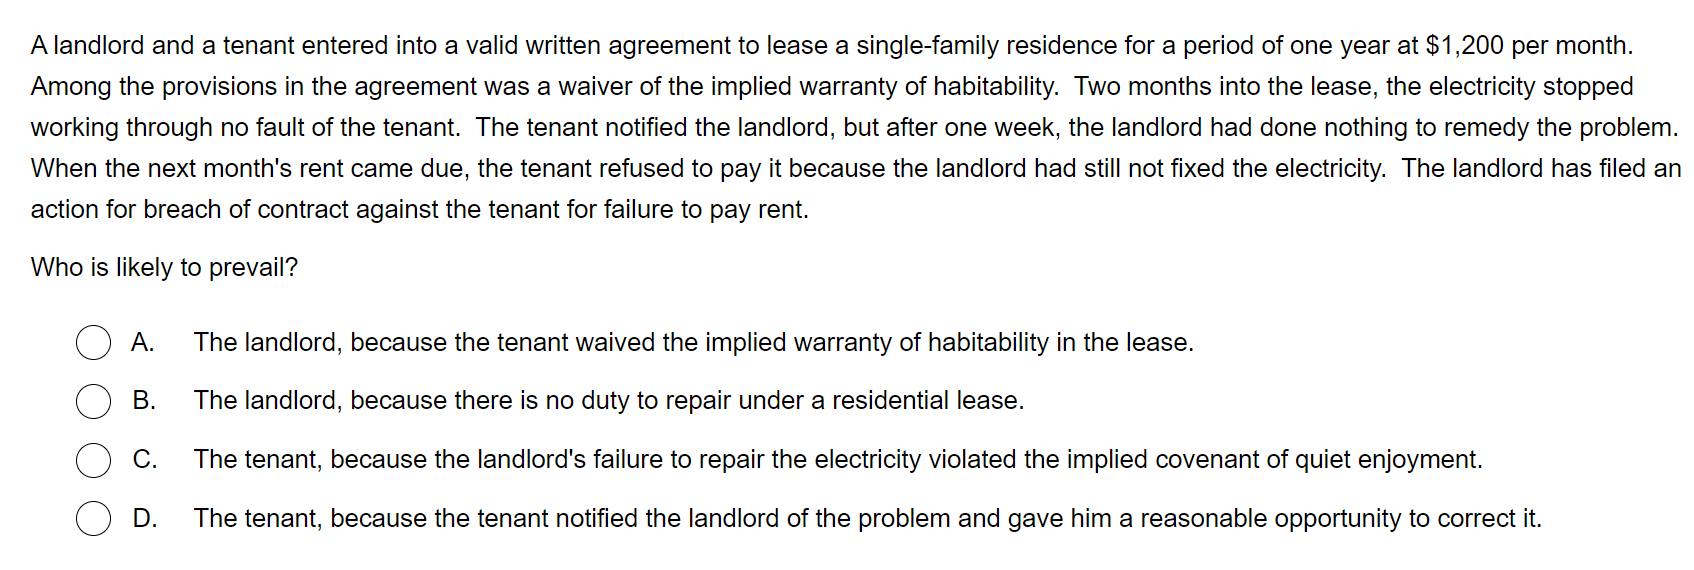 A landlord and a tenant entered into a valid written agreement to lease a single-family residence for a period of one year at $1,200 per month.
Among the provisions in the agreement was a waiver of the implied warranty of habitability.  Two months into the lease, the electricity stopped
working through no fault of the tenant.  The tenant notified the landlord, but after one week, the landlord had done nothing to remedy the problem.
When the next month's rent came due, the tenant refused to pay it because the landlord had still not fixed the electricity.  The landlord has filed an
action for breach of contract against the tenant for failure to pay rent.
Who is likely to prevail?
A. The landlord, because the tenant waived the implied warranty of habitability in the lease.
B. The landlord, because there is no duty to repair under a residential lease.
C. The tenant, because the landlord's failure to repair the electricity violated the implied covenant of quiet enjoyment.
D. The tenant, because the tenant notified the landlord of the problem and gave him a reasonable opportunity to correct it.